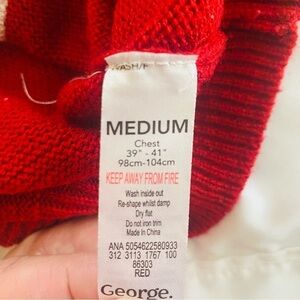 MEDIUM
Chest
39" - 41"
98cm-104cm
KEEP AWAY FROM FIRE
Wash inside out
Re-shape whilst damp
Dry flat
Do not iron trim
Made In China
ANA 5054622580933
312 3113 1767 100
86303
RED
George.